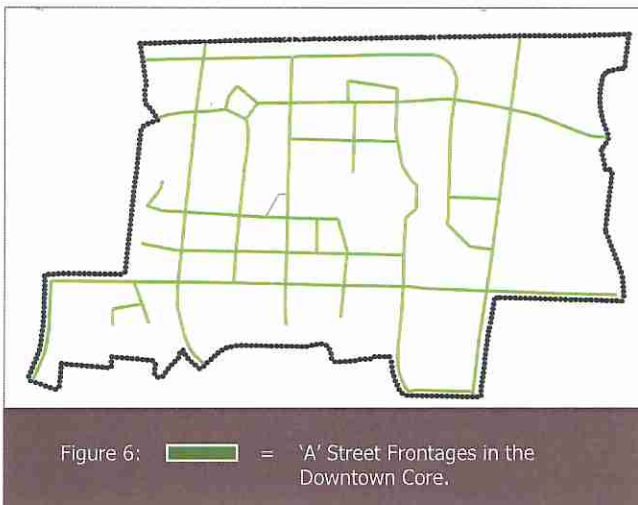 Figure 6: = ‘A’ Street Frontages in the
Downtown Core.